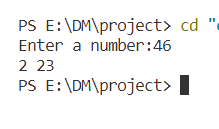 PS E:\DM\project> cd "
Enter a number:46
2 23
PS E:\DM\project>